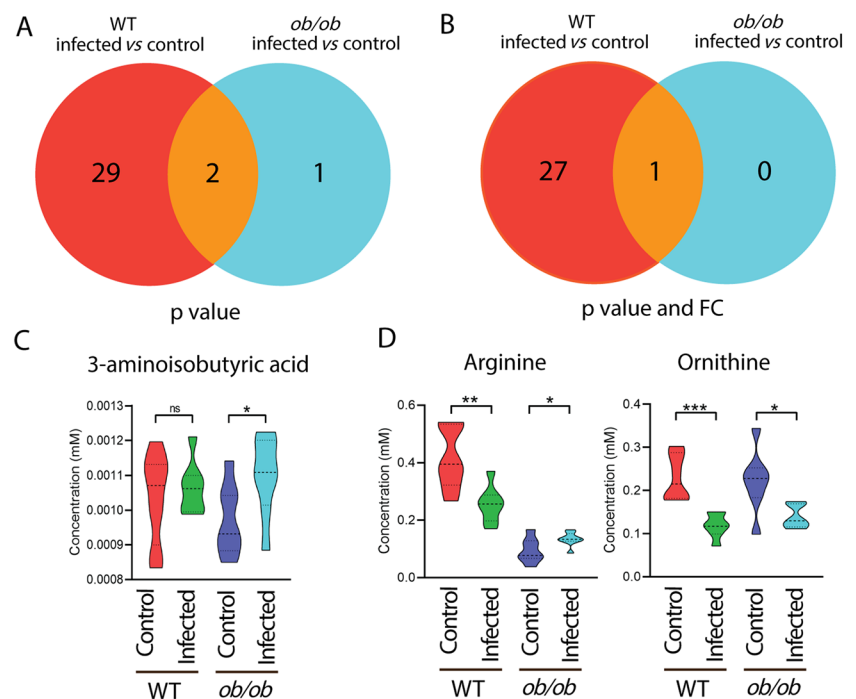 A
WT
infected vs control
ob/ob
infected vs control
29
2
1
p value
B
WT
infected vs control
ob/ob
infected vs control
27
1
0
p value and FC
C
3-aminoisobutyric acid
Concentration (mM)
0.0013
0.0012
0.0011
0.0010
0.0009
0.0008
ns
*
Control
Infected
Control
Infected
WT
ob/ob
D
Arginine
Concentration (mM)
0.6
0.4
0.2
0.0
**
*
Control
Infected
Control
Infected
WT
ob/ob
Ornithine
Concentration (mM)
0.4
0.3
0.2
0.1
0.0
***
*
Control
Infected
Control
Infected
WT
ob/ob